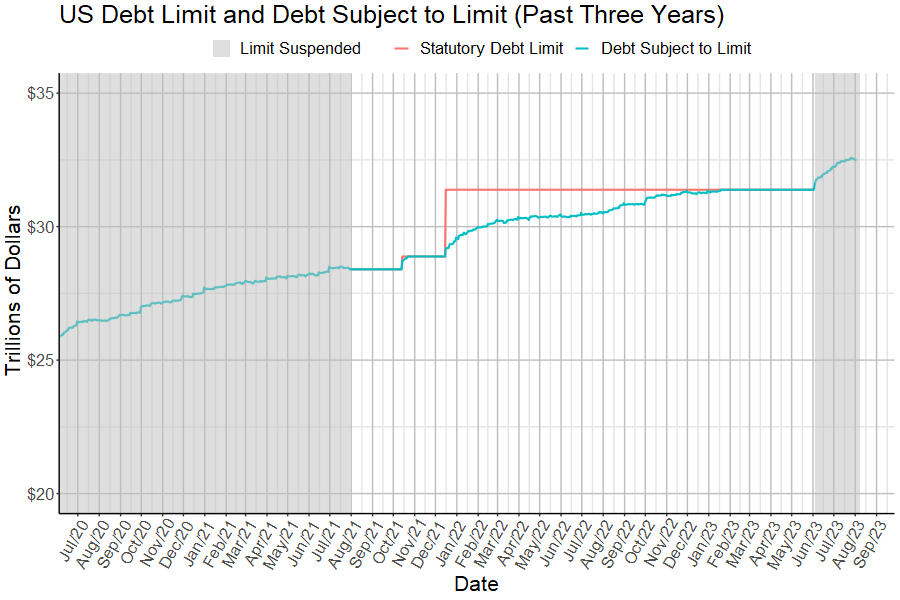 US Debt Limit and Debt Subject to Limit (Past Three Years)
Limit Suspended Statutory Debt Limit Debt Subject to Limit
Trillions of Dollars
$35
$30
$25
$20
Jul/20 Aug/20 Sep/20 Oct/20 Nov/20 Dec/20 Jan/21 Feb/21 Mar/21 Apr/21 May/21 Jun/21 Jul/21 Aug/21 Sep/21 Oct/21 Nov/21 Dec/21 Jan/22 Feb/22 Mar/22 Apr/22 May/22 Jun/22 Jul/22 Aug/22 Sep/22 Oct/22 Nov/22 Dec/22 Jan/23 Feb/23 Mar/23 Apr/23 May/23 Jun/23 Jul/23 Aug/23 Sep/23
Date